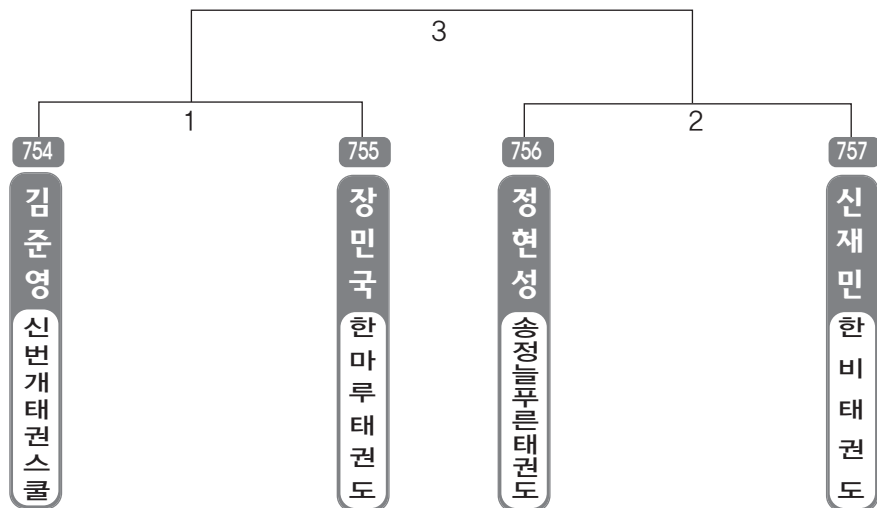 3
1
2
754
755
756
757
김준영
장민국
정현성
신재민
신번개태권스쿨
한마루태권도
송정늘푸른태권도
한비태권도